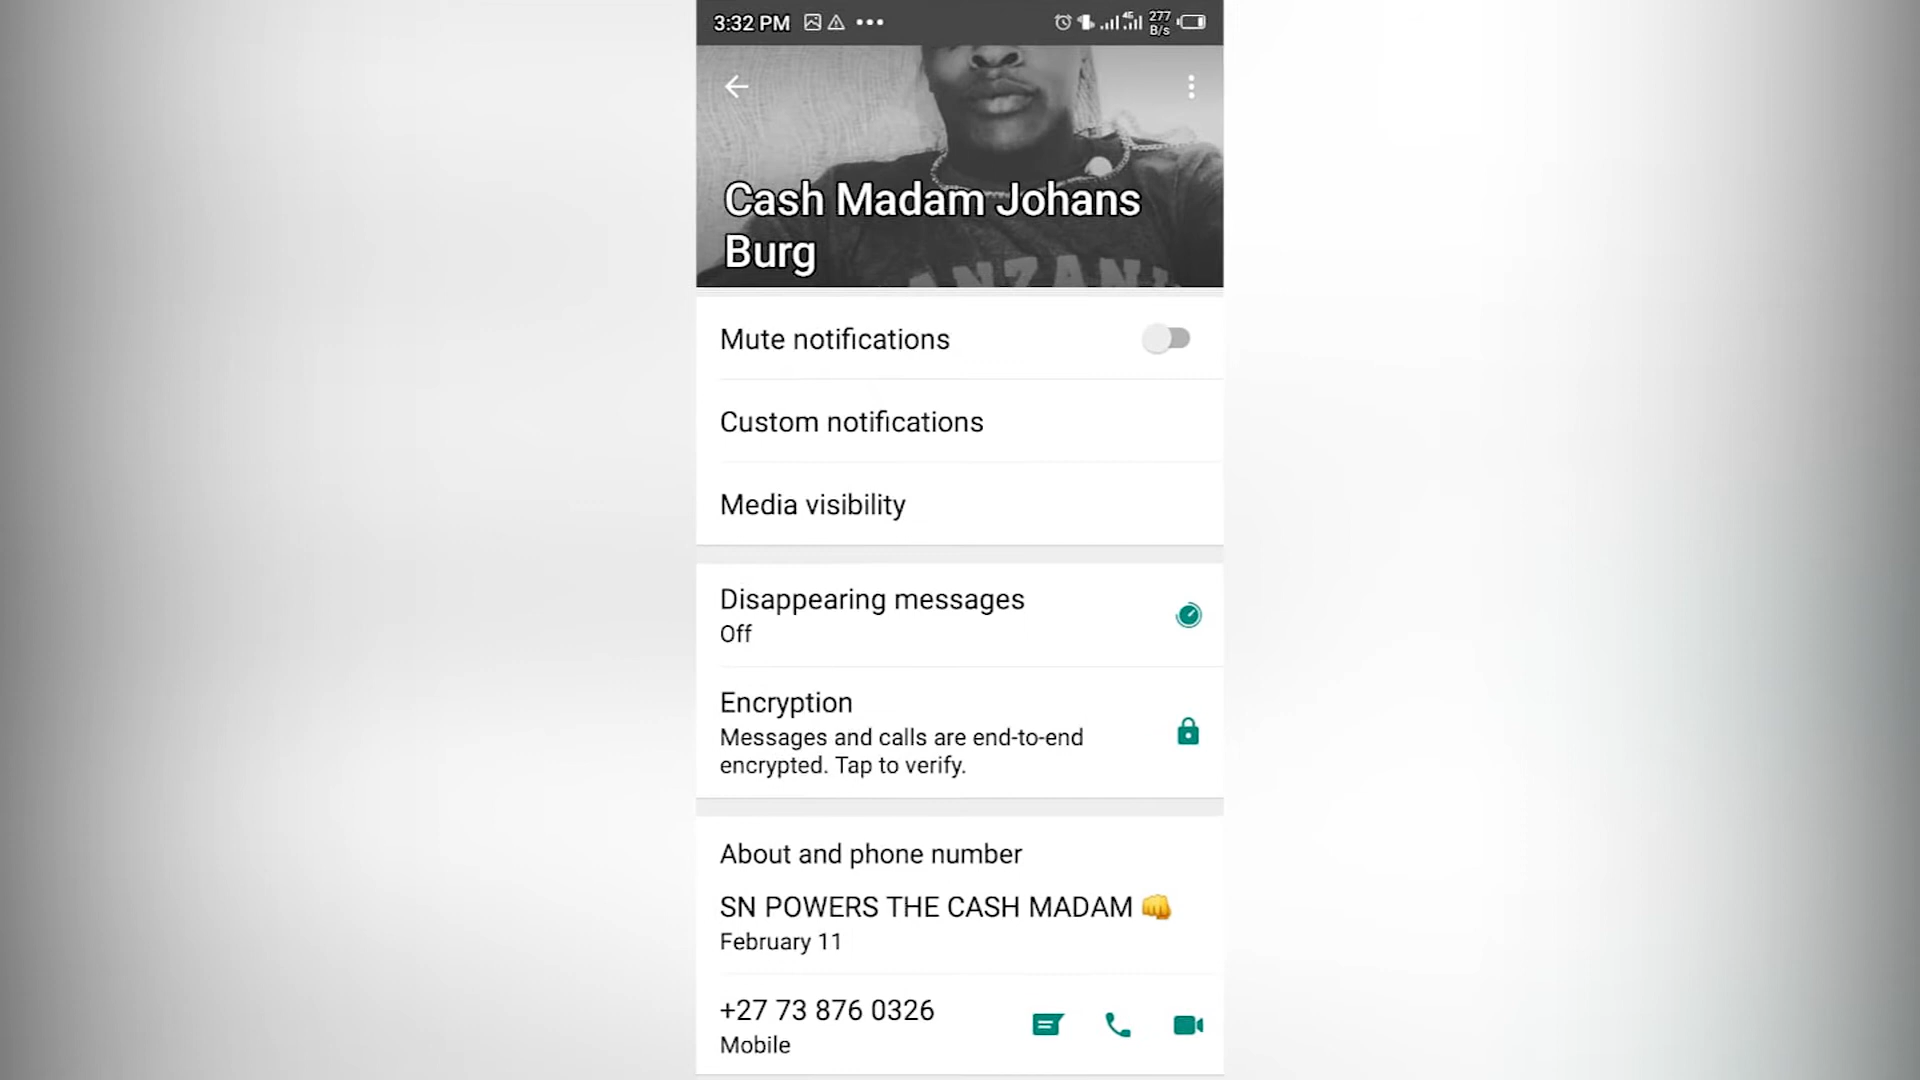 3:32 PM
4G
277
B/s
Cash Madam Johans
Burg
Mute notifications
Custom notifications
Media visibility
Disappearing messages
Off
Encryption
Messages and calls are end-to-end
encrypted. Tap to verify.
About and phone number
SN POWERS THE CASH MADAM 👊
February 11
+27 73 876 0326
Mobile